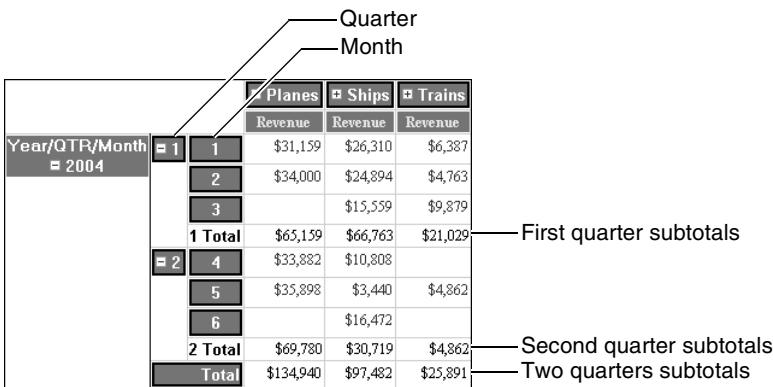 Quarter
Month
Planes Ships Trains
Revenue Revenue Revenue
Year/QTR/Month 1 1 $31,159 $26,310 $6,387
2004 2 $34,000 $24,894 $4,763
3 $15,559 $9,879
1 Total $65,159 $66,763 $21,029 First quarter subtotals
2 4 $33,882 $10,808
5 $35,898 $3,440 $4,862
6 $16,472
2 Total $69,780 $30,719 $4,862 Second quarter subtotals
Total $134,940 $97,482 $25,891 Two quarters subtotals